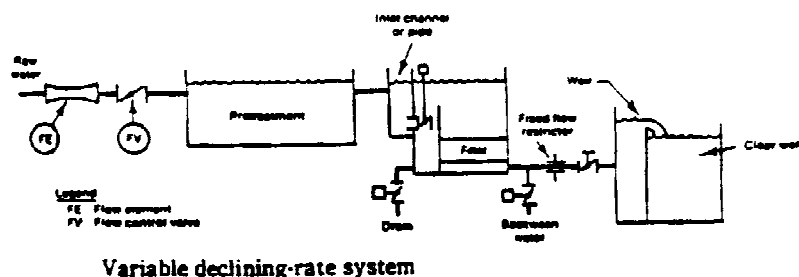 Inlet channel
or pipe
Raw
water
Pretreatment
FE
FV
Filter
Fixed flow
restrictor
Weir
Clear well
Legend
FE Flow element
FV Flow control valve
Drain
Backwash
water
Variable declining-rate system